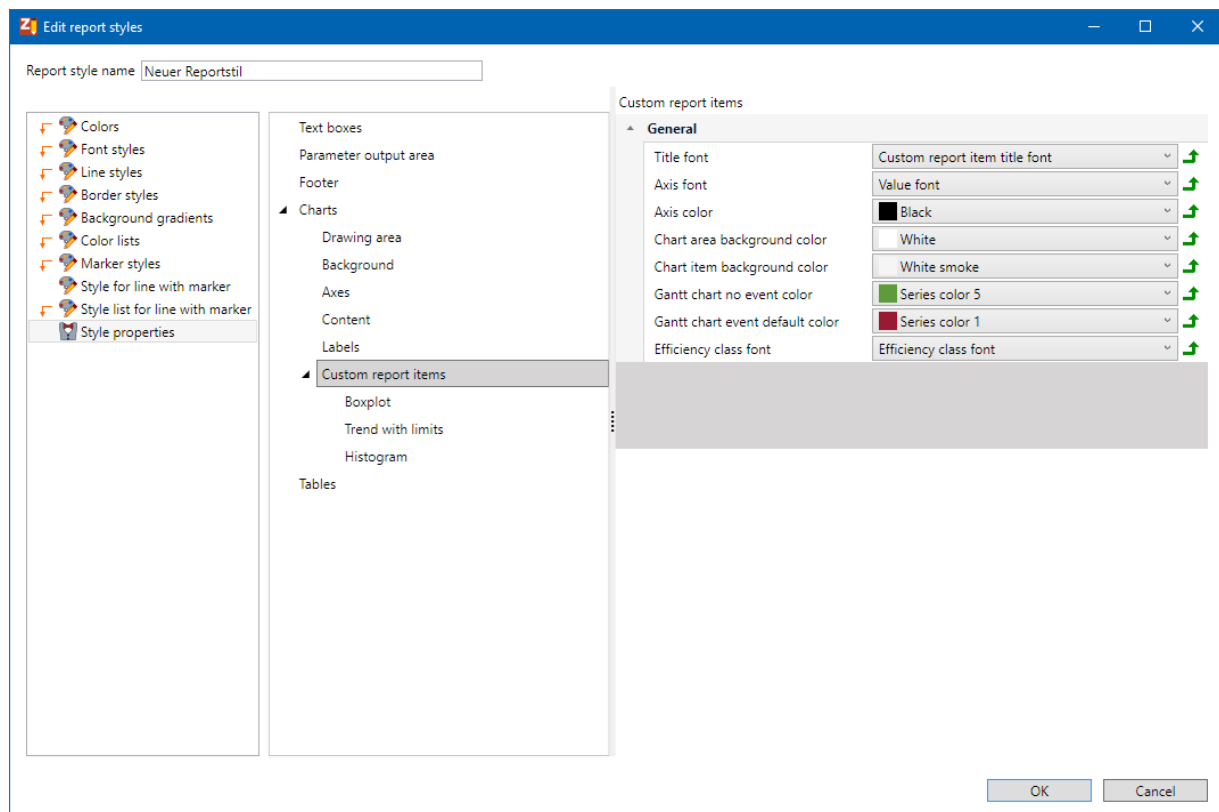 Edit report styles
Report style name Neuer Reportstil
Colors
Font styles
Line styles
Border styles
Background gradients
Color lists
Marker styles
Style for line with marker
Style list for line with marker
Style properties
Text boxes
Parameter output area
Footer
Charts
Drawing area
Background
Axes
Content
Labels
Custom report items
Boxplot
Trend with limits
Histogram
Tables
Custom report items
General
Title font Custom report item title font
Axis font Value font
Axis color Black
Chart area background color White
Chart item background color White smoke
Gantt chart no event color Series color 5
Gantt chart event default color Series color 1
Efficiency class font Efficiency class font
OK Cancel